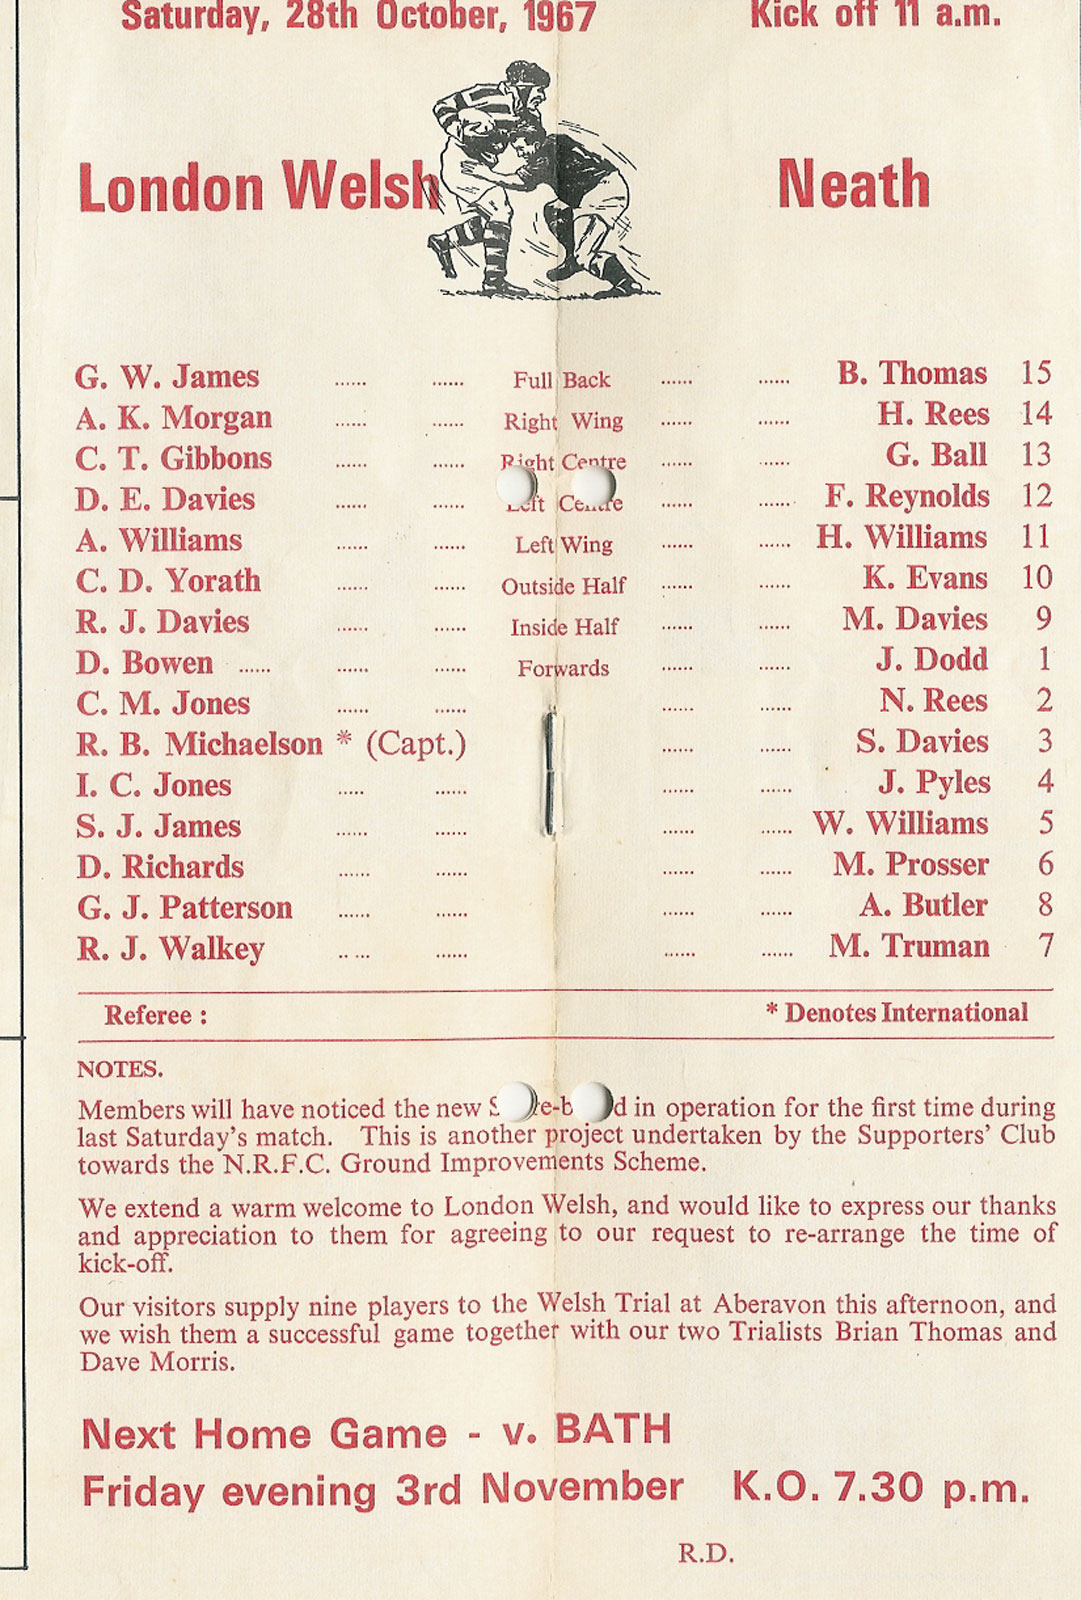 Saturday, 28th October, 1967 Kick off 11 a.m.
London Welsh Neath
G. W. James ...... ...... Full Back ...... ...... B. Thomas 15
A. K. Morgan ...... ...... Right Wing ...... ...... H. Rees 14
C. T. Gibbons ...... ...... Right Centre ...... ...... G. Ball 13
D. E. Davies ...... ...... Left Centre ...... ...... F. Reynolds 12
A. Williams ...... ...... Left Wing ...... ...... H. Williams 11
C. D. Yorath ...... ...... Outside Half ...... ...... K. Evans 10
R. J. Davies ...... ...... Inside Half ...... ...... M. Davies 9
D. Bowen ...... ...... ...... Forwards ...... ...... J. Dodd 1
C. M. Jones ...... ...... ...... ...... N. Rees 2
R. B. Michaelson * (Capt.) ...... ...... S. Davies 3
I. C. Jones ..... ...... ...... ...... J. Pyles 4
S. J. James ...... ...... ...... ...... W. Williams 5
D. Richards ...... ...... ...... ...... M. Prosser 6
G. J. Patterson ...... ...... ...... ...... A. Butler 8
R. J. Walkey .. ... ...... ...... ...... M. Truman 7
Referee : * Denotes International
NOTES.
Members will have noticed the new in operation for the first time during
last Saturday's match. This is another project undertaken by the Supporters' Club
towards the N.R.F.C. Ground Improvements Scheme.
We extend a warm welcome to London Welsh, and would like to express our thanks
and appreciation to them for agreeing to our request to re-arrange the time of
kick-off.
Our visitors supply nine players to the Welsh Trial at Aberavon this afternoon, and
we wish them a successful game together with our two Trialists Brian Thomas and
Dave Morris.
Next Home Game - v. BATH
Friday evening 3rd November K.O. 7.30 p.m.
R.D.